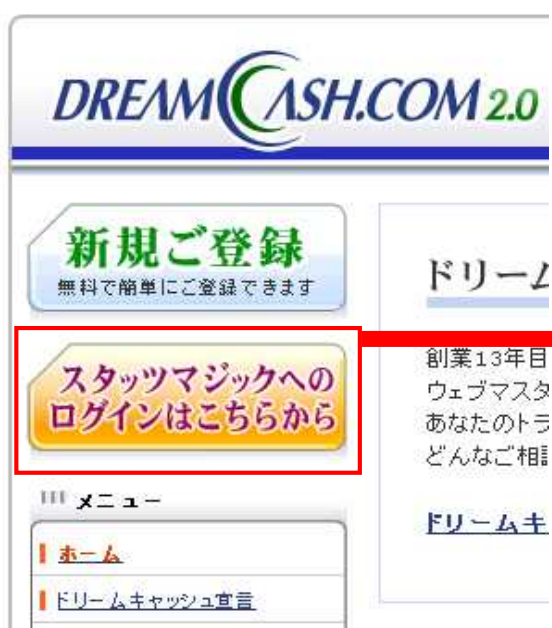 DREAMCASH.COM 2.0
新規ご登録
無料で簡単にご登録できます
スタッツマジックへの
ログインはこちらから
メニュー
ホーム
ドリームキャッシュ宣言
ドリーム
創業13年目
ウェブマスタ
あなたのトラ
どんなご相談
ドリームキ